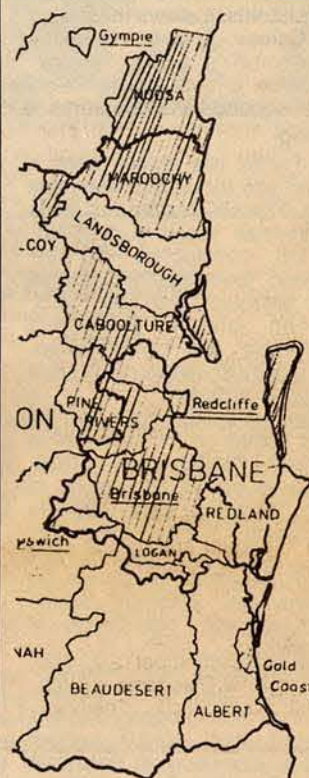 Gympie
NOOSA
MAROOCHY
LANDSBOROUGH
COY
CABOOLTURE
PINE
RIVERS
Redcliffe
ON
BRISBANE
Brisbane
REDLAND
pswich
LOGAN
NAH
Gold
Coast
BEAUDESERT
ALBERT